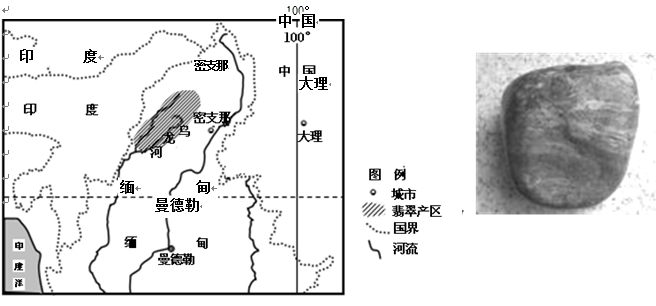 100°
中国
100°
印 度
密支那
中 国
大理
印 度
密支那
大理
乌
龙
河
缅 甸
曼德勒
缅 甸
曼德勒
印
度
洋
图 例
城市
翡翠产区
国界
河流